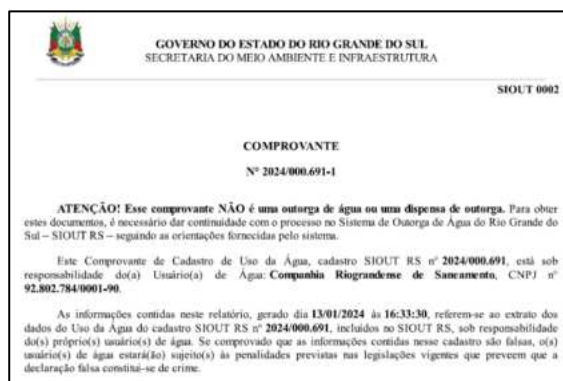 GOVERNO DO ESTADO DO RIO GRANDE DO SUL
SECRETARIA DO MEIO AMBIENTE E INFRAESTRUTURA
SIOUT 0002
COMPROVANTE
Nº 2024/000.691-1
ATENÇÃO! Esse comprovante NÃO é uma outorga de água ou uma dispensa de outorga. Para obter
estes documentos, é necessário dar continuidade com o processo no Sistema de Outorga de Água do Rio Grande do
Sul – SIOUT RS – seguindo as orientações fornecidas pelo sistema.
Este Comprovante de Cadastro de Uso da Água, cadastro SIOUT RS nº 2024/000.691, está sob
responsabilidade do(a) Usuário(a) de Água: Companhia Riograndense de Saneamento, CNPJ nº
92.802.784/0001-90.
As informações contidas neste relatório, gerado dia 13/01/2024 às 16:33:30, referem-se ao extrato dos
dados do Uso da Água do cadastro SIOUT RS nº 2024/000.691, incluídos no SIOUT RS, sob responsabilidade
do(s) próprio(s) usuário(s) de água. Se comprovado que as informações contidas nesse cadastro são falsas, o(s)
usuário(s) de água estará(ão) sujeito(s) às penalidades previstas nas legislações vigentes que preveem que a
declaração falsa constitui-se de crime.